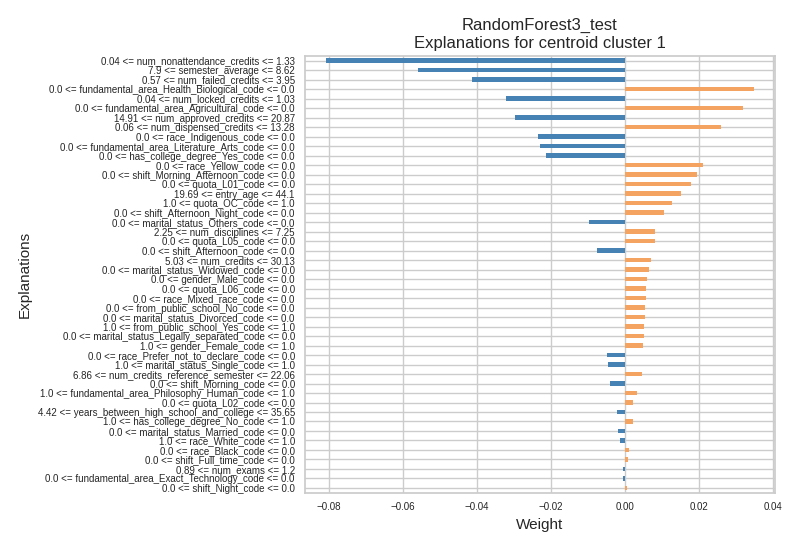 RandomForest3_test
Explanations for centroid cluster 1
0.04 <= num_nonattendance_credits <= 1.33
7.9 <= semester_average <= 8.62
0.57 <= num_failed_credits <= 3.95
0.0 <= fundamental_area_Health_Biological_code <= 0.0
0.04 <= num_locked_credits <= 1.03
0.0 <= fundamental_area_Agricultural_code <= 0.0
14.91 <= num_approved_credits <= 20.87
0.06 <= num_dispensed_credits <= 13.28
0.0 <= race_Indigenous_code <= 0.0
0.0 <= fundamental_area_Literature_Arts_code <= 0.0
0.0 <= has_college_degree_Yes_code <= 0.0
0.0 <= race_Yellow_code <= 0.0
0.0 <= shift_Morning_Afternoon_code <= 0.0
0.0 <= quota_L01_code <= 0.0
19.69 <= entry_age <= 44.1
1.0 <= quota_OC_code <= 1.0
0.0 <= shift_Afternoon_Night_code <= 0.0
0.0 <= marital_status_Others_code <= 0.0
2.25 <= num_disciplines <= 7.25
0.0 <= quota_L05_code <= 0.0
0.0 <= shift_Afternoon_code <= 0.0
5.03 <= num_credits <= 30.13
0.0 <= marital_status_Widowed_code <= 0.0
0.0 <= gender_Male_code <= 0.0
0.0 <= quota_L06_code <= 0.0
0.0 <= race_Mixed_race_code <= 0.0
0.0 <= from_public_school_No_code <= 0.0
0.0 <= marital_status_Divorced_code <= 0.0
1.0 <= from_public_school_Yes_code <= 1.0
0.0 <= marital_status_Legally_separated_code <= 0.0
1.0 <= gender_Female_code <= 1.0
0.0 <= race_Prefer_not_to_declare_code <= 0.0
1.0 <= marital_status_Single_code <= 1.0
6.86 <= num_credits_reference_semester <= 22.06
0.0 <= shift_Morning_code <= 0.0
1.0 <= fundamental_area_Philosophy_Human_code <= 1.0
0.0 <= quota_L02_code <= 0.0
4.42 <= years_between_high_school_and_college <= 35.65
1.0 <= has_college_degree_No_code <= 1.0
0.0 <= marital_status_Married_code <= 0.0
1.0 <= race_White_code <= 1.0
0.0 <= race_Black_code <= 0.0
0.0 <= shift_Full_time_code <= 0.0
0.89 <= num_exams <= 1.2
0.0 <= fundamental_area_Exact_Technology_code <= 0.0
0.0 <= shift_Night_code <= 0.0
Explanations
−0.08 −0.06 −0.04 −0.02 0.00 0.02 0.04
Weight